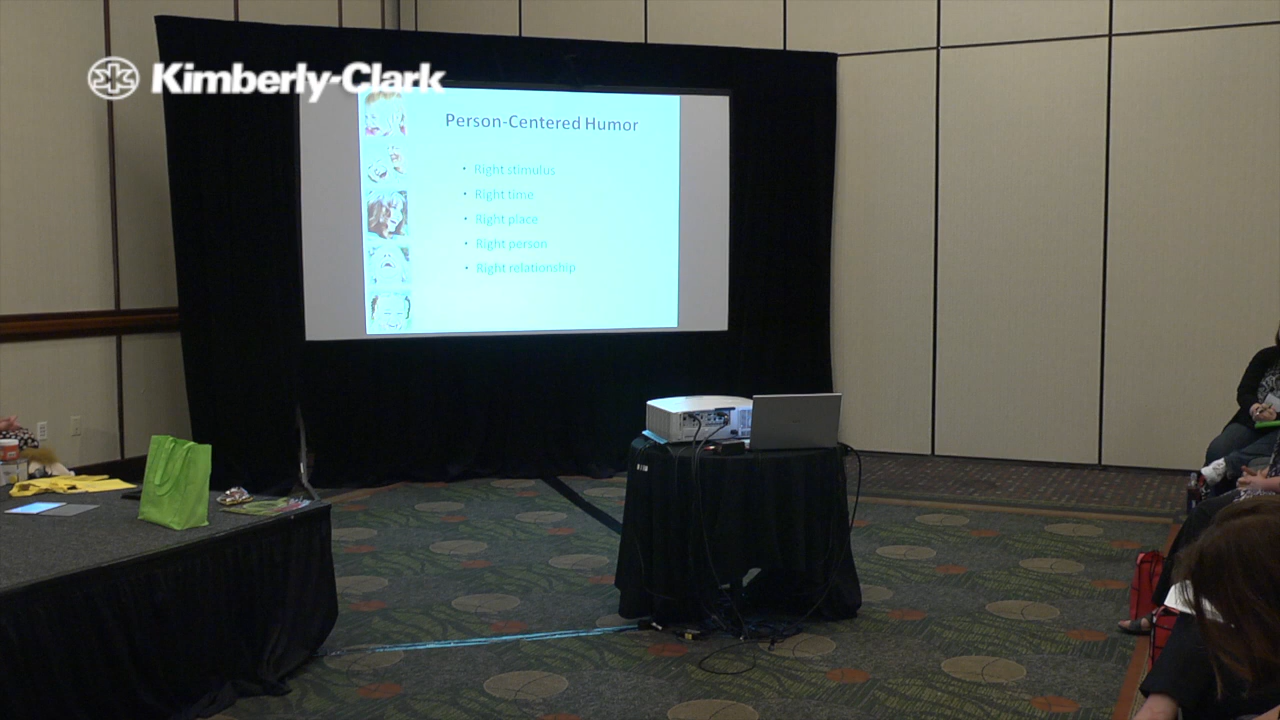 Kimberly-Clark
Person-Centered Humor
• Right stimulus
• Right time
• Right place
• Right person
• Right relationship